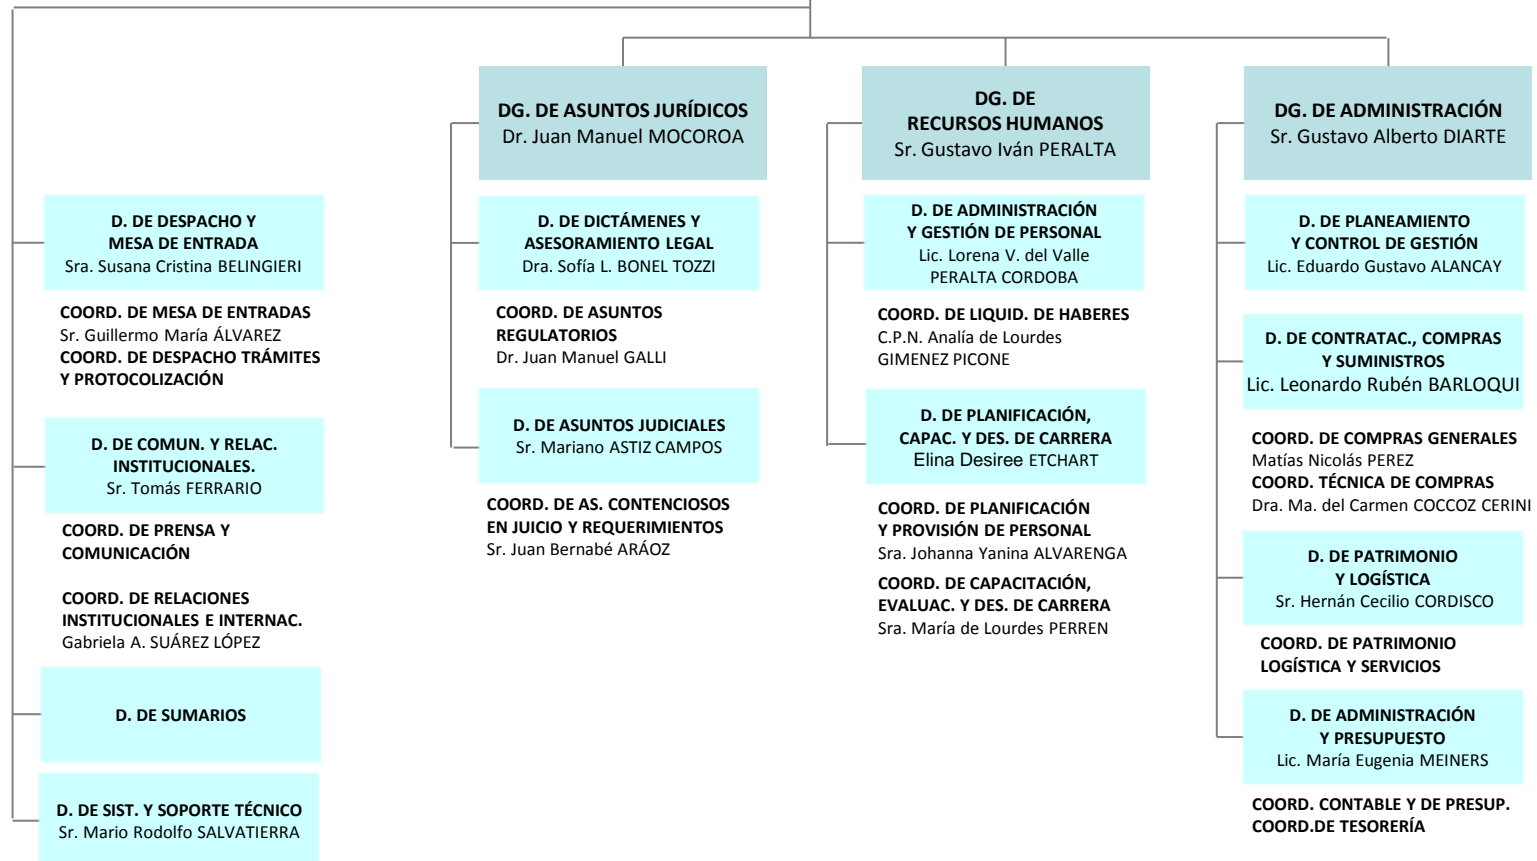 DG. DE ASUNTOS JURÍDICOS
Dr. Juan Manuel MOCOROA
DG. DE
RECURSOS HUMANOS
Sr. Gustavo Iván PERALTA
DG. DE ADMINISTRACIÓN
Sr. Gustavo Alberto DIARTE
D. DE DESPACHO Y
MESA DE ENTRADA
Sra. Susana Cristina BELINGIERI
COORD. DE MESA DE ENTRADAS
Sr. Guillermo María ÁLVAREZ
COORD. DE DESPACHO TRÁMITES
Y PROTOCOLIZACIÓN
D. DE COMUN. Y RELAC.
INSTITUCIONALES.
Sr. Tomás FERRARIO
COORD. DE PRENSA Y
COMUNICACIÓN
COORD. DE RELACIONES
INSTITUCIONALES E INTERNAC.
Gabriela A. SUÁREZ LÓPEZ
D. DE SUMARIOS
D. DE SIST. Y SOPORTE TÉCNICO
Sr. Mario Rodolfo SALVATIERRA
D. DE DICTÁMENES Y
ASESORAMIENTO LEGAL
Dra. Sofía L. BONEL TOZZI
COORD. DE ASUNTOS
REGULATORIOS
Dr. Juan Manuel GALLI
D. DE ASUNTOS JUDICIALES
Sr. Mariano ASTIZ CAMPOS
COORD. DE AS. CONTENCIOSOS
EN JUICIO Y REQUERIMIENTOS
Sr. Juan Bernabé ARÁOZ
D. DE ADMINISTRACIÓN
Y GESTIÓN DE PERSONAL
Lic. Lorena V. del Valle
PERALTA CORDOBA
COORD. DE LIQUID. DE HABERES
C.P.N. Analía de Lourdes
GIMENEZ PICONE
D. DE PLANIFICACIÓN,
CAPAC. Y DES. DE CARRERA
Elina Desiree ETCHART
COORD. DE PLANIFICACIÓN
Y PROVISIÓN DE PERSONAL
Sra. Johanna Yanina ALVARENGA
COORD. DE CAPACITACIÓN,
EVALUAC. Y DES. DE CARRERA
Sra. María de Lourdes PERREN
D. DE PLANEAMIENTO
Y CONTROL DE GESTIÓN
Lic. Eduardo Gustavo ALANCAY
D. DE CONTRATAC., COMPRAS
Y SUMINISTROS
Lic. Leonardo Rubén BARLOQUI
COORD. DE COMPRAS GENERALES
Matías Nicolás PEREZ
COORD. TÉCNICA DE COMPRAS
Dra. Ma. del Carmen COCCOZ CERINI
D. DE PATRIMONIO
Y LOGÍSTICA
Sr. Hernán Cecilio CORDISCO
COORD. DE PATRIMONIO
LOGÍSTICA Y SERVICIOS
D. DE ADMINISTRACIÓN
Y PRESUPUESTO
Lic. María Eugenia MEINERS
COORD. CONTABLE Y DE PRESUP.
COORD.DE TESORERÍA